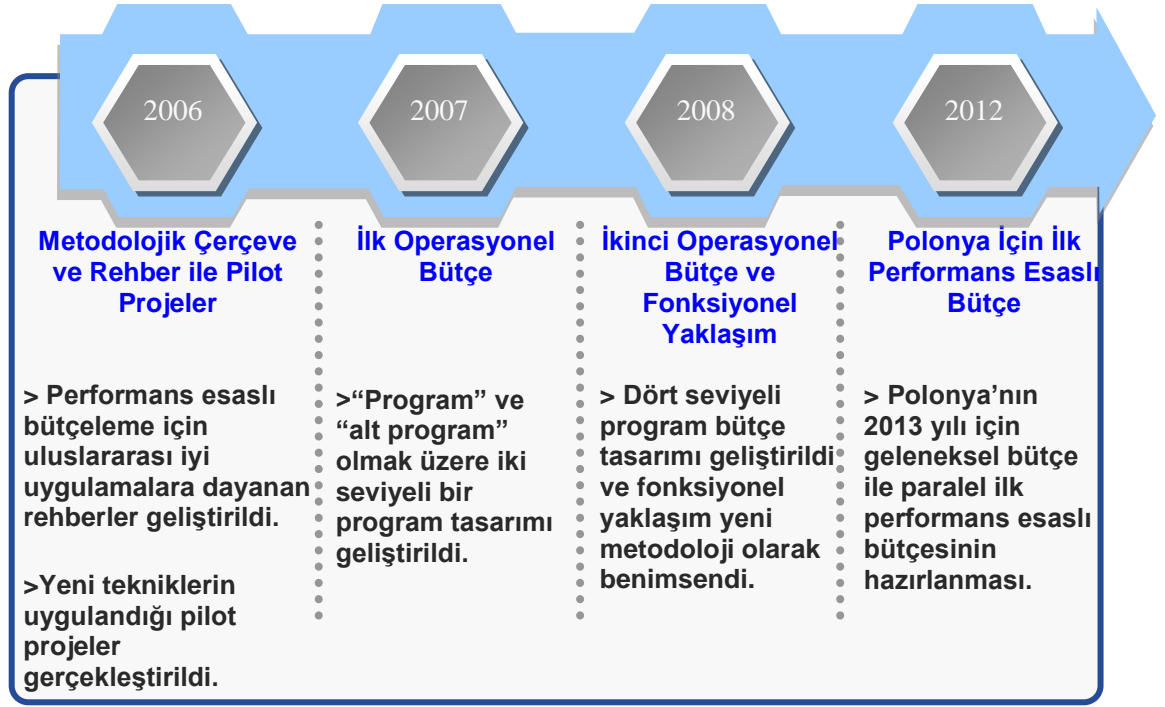 2006
2007
2008
2012
Metodolojik Çerçeve
ve Rehber ile Pilot
Projeler
İlk Operasyonel
Bütçe
İkinci Operasyonel
Bütçe ve
Fonksiyonel
Yaklaşım
Polonya İçin İlk
Performans Esaslı
Bütçe
> Performans esaslı
bütçeleme için
uluslararası iyi
uygulamalara dayanan
rehberler geliştirildi.
>Yeni tekniklerin
uygulandığı pilot
projeler
gerçekleştirildi.
>“Program” ve
“alt program”
olmak üzere iki
seviyeli bir
program tasarımı
geliştirildi.
> Dört seviyeli
program bütçe
tasarımı geliştirildi
ve fonksiyonel
yaklaşım yeni
metodoloji olarak
benimsendi.
> Polonya’nın
2013 yılı için
geleneksel bütçe
ile paralel ilk
performans esaslı
bütçesinin
hazırlanması.